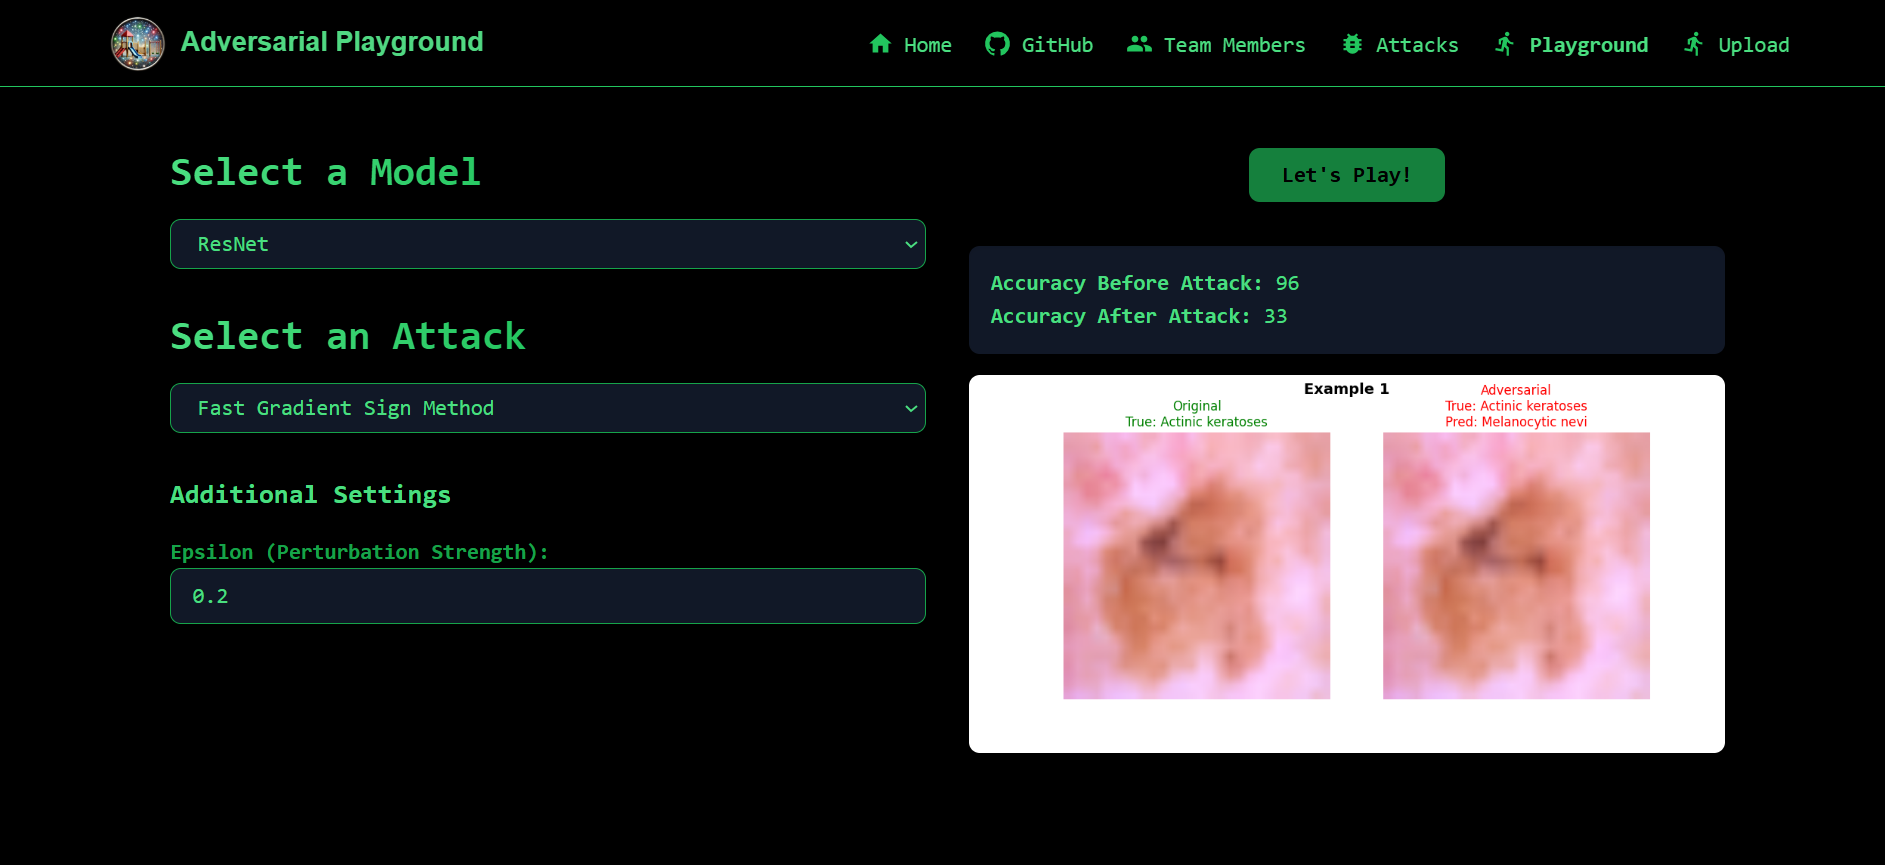 Adversarial Playground
Home
GitHub
Team Members
Attacks
Playground
Upload
Select a Model
ResNet
Select an Attack
Fast Gradient Sign Method
Additional Settings
Epsilon (Perturbation Strength):
0.2
Let's Play!
Accuracy Before Attack: 96
Accuracy After Attack: 33
Example 1
Original
True: Actinic keratoses
Adversarial
True: Actinic keratoses
Pred: Melanocytic nevi